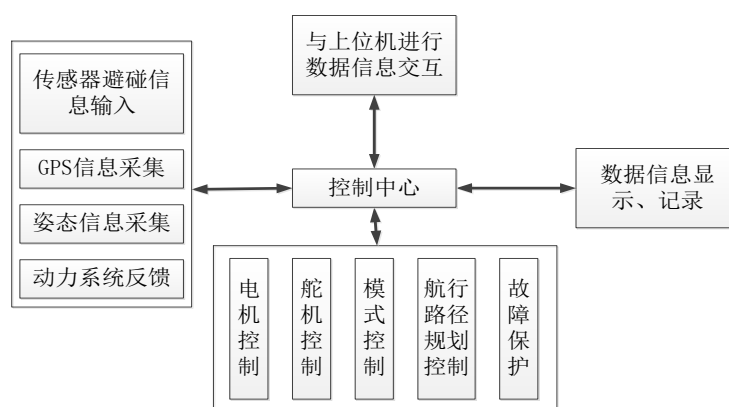 与上位机进行
数据信息交互
传感器避碰信
息输入
GPS信息采集
姿态信息采集
动力系统反馈
控制中心
数据信息显
示、记录
电机控制
舵机控制
模式控制
航行
路径
规划
控制
故障保护